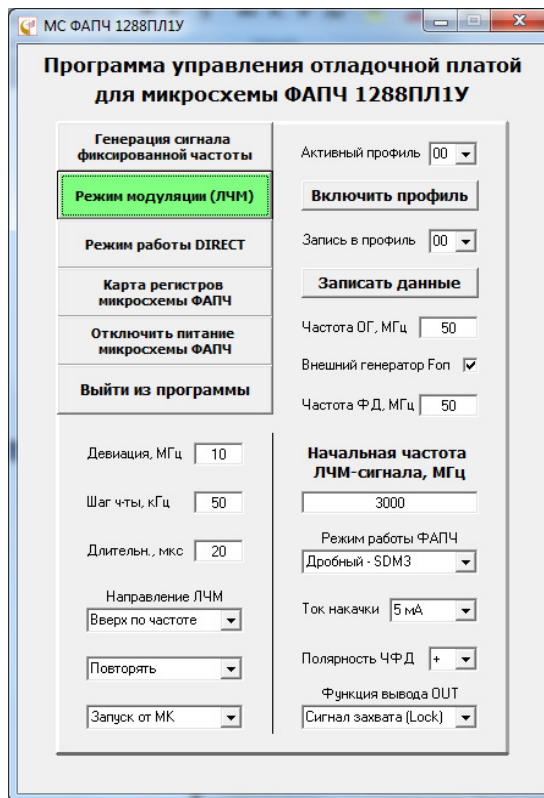 МС ФАПЧ 1288ПЛ1У
Программа управления отладочной платой
для микросхемы ФАПЧ 1288ПЛ1У
Генерация сигнала
фиксированной частоты
Режим модуляции (ЛЧМ)
Режим работы DIRECT
Карта регистров
микросхемы ФАПЧ
Отключить питание
микросхемы ФАПЧ
Выйти из программы
Активный профиль 00
Включить профиль
Запись в профиль 00
Записать данные
Частота ОГ, МГц 50
Внешний генератор Fоп
Частота ФД, МГц 50
Девиация, МГц 10
Шаг ч-ты, кГц 50
Длительн., мкс 20
Направление ЛЧМ
Вверх по частоте
Повторять
Запуск от МК
Начальная частота
ЛЧМ-сигнала, МГц
3000
Режим работы ФАПЧ
Дробный - SDM3
Ток накачки 5 мА
Полярность ЧФД +
Функция вывода OUT
Сигнал захвата (Lock)